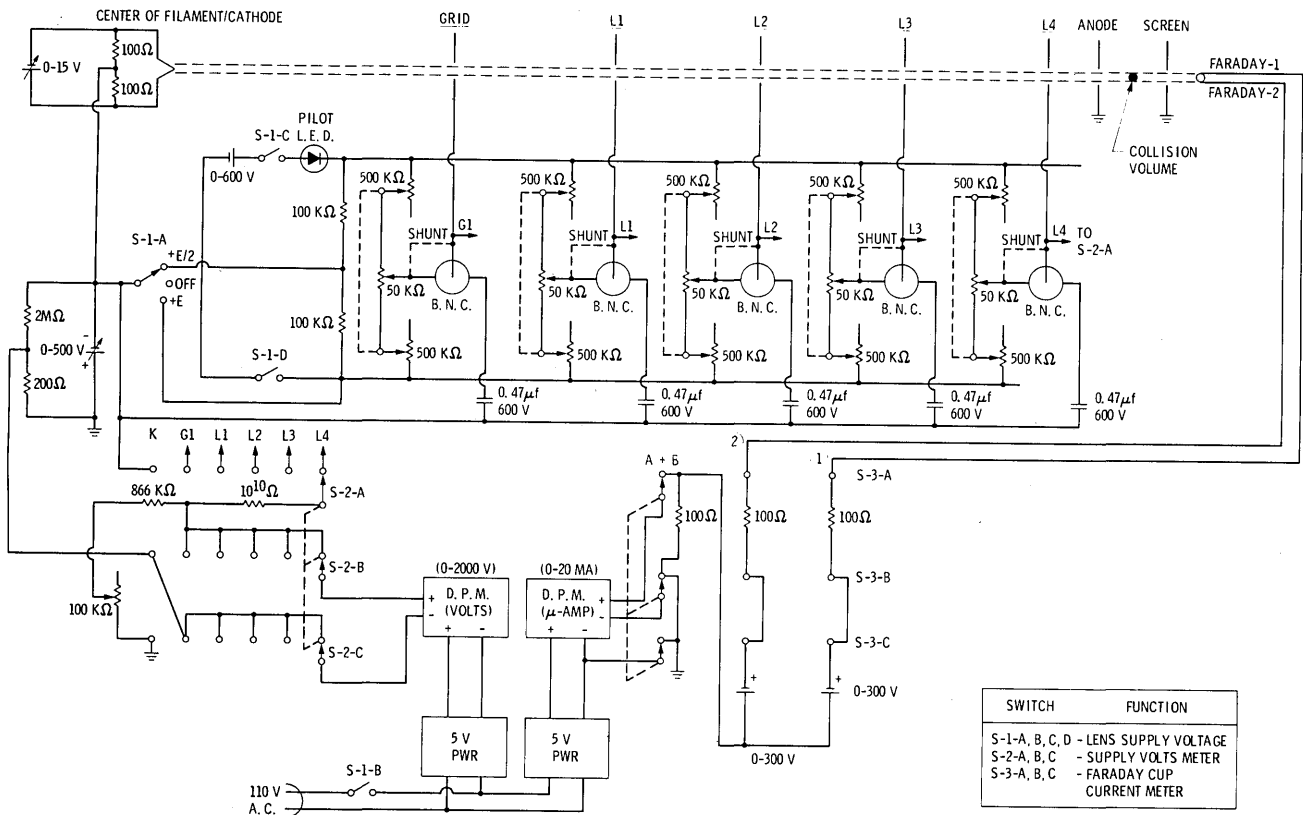 CENTER OF FILAMENT/CATHODE
GRID
L1
L2
L3
L4
ANODE
SCREEN
0-15 V
100Ω
100Ω
FARADAY-1
FARADAY-2
COLLISION
VOLUME
PILOT
L.E.D.
S-1-C
0-600 V
500 KΩ
500 KΩ
500 KΩ
500 KΩ
500 KΩ
100 KΩ
S-1-A
+E/2
OFF
+E
SHUNT
G1
SHUNT
L1
SHUNT
L2
SHUNT
L3
SHUNT
L4
TO
S-2-A
50 KΩ
B. N. C.
50 KΩ
B. N. C.
50 KΩ
B. N. C.
50 KΩ
B. N. C.
50 KΩ
B. N. C.
2MΩ
0-500 V
-
+
200Ω
100 KΩ
S-1-D
500 KΩ
500 KΩ
500 KΩ
500 KΩ
500 KΩ
0.47μf
600 V
0.47μf
600 V
0.47μf
600 V
0.47μf
600 V
0.47μf
600 V
K
G1
L1
L2
L3
L4
866 KΩ
10¹⁰Ω
S-2-A
S-2-B
S-2-C
100 KΩ
(0-2000 V)
D. P. M.
(VOLTS)
+
-
+
-
(0-20 MA)
D. P. M.
(μ-AMP)
+
-
+
-
A + B
100Ω
2)
1)
S-3-A
100Ω
100Ω
S-3-B
S-3-C
+
+
0-300 V
0-300 V
5 V
PWR
5 V
PWR
110 V
A. C.
S-1-B
SWITCH FUNCTION
S-1-A, B, C, D - LENS SUPPLY VOLTAGE
S-2-A, B, C - SUPPLY VOLTS METER
S-3-A, B, C - FARADAY CUP
CURRENT METER